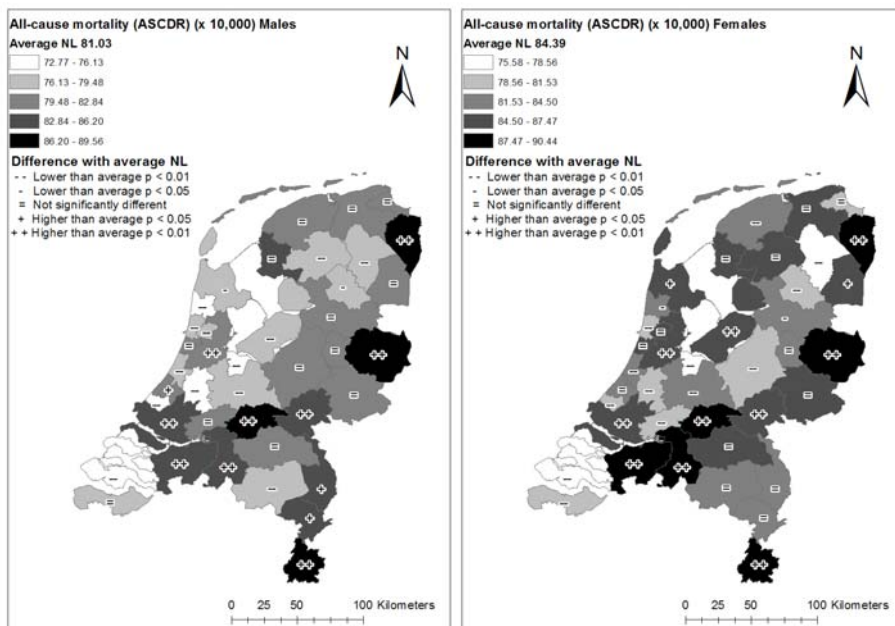 All-cause mortality (ASCDR) (x 10,000) Males
Average NL 81.03
72.77 - 76.13
76.13 - 79.48
79.48 - 82.84
82.84 - 86.20
86.20 - 89.56
Difference with average NL
- - Lower than average p < 0.01
- Lower than average p < 0.05
= Not significantly different
+ Higher than average p < 0.05
++ Higher than average p < 0.01
N
0 25 50 100 Kilometers
All-cause mortality (ASCDR) (x 10,000) Females
Average NL 84.39
75.58 - 78.56
78.56 - 81.53
81.53 - 84.50
84.50 - 87.47
87.47 - 90.44
Difference with average NL
- - Lower than average p < 0.01
- Lower than average p < 0.05
= Not significantly different
+ Higher than average p < 0.05
++ Higher than average p < 0.01
N
0 25 50 100 Kilometers